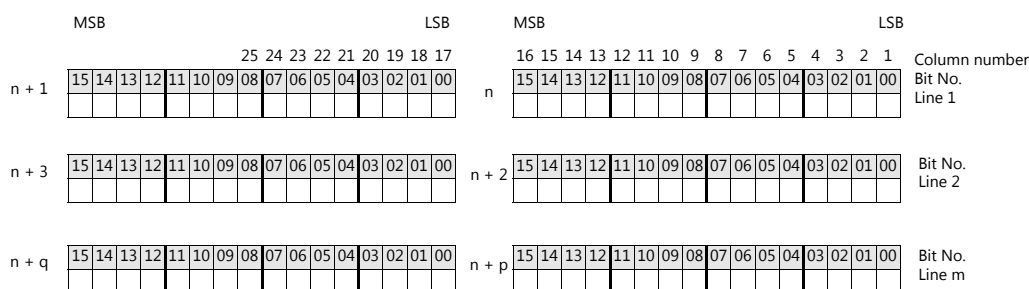 MSB LSB MSB LSB
25 24 23 22 21 20 19 18 17 16 15 14 13 12 11 10 9 8 7 6 5 4 3 2 1 Column number
n + 1 15 14 13 12 11 10 09 08 07 06 05 04 03 02 01 00 n 15 14 13 12 11 10 09 08 07 06 05 04 03 02 01 00 Bit No.
Line 1
n + 3 15 14 13 12 11 10 09 08 07 06 05 04 03 02 01 00 n + 2 15 14 13 12 11 10 09 08 07 06 05 04 03 02 01 00 Bit No.
Line 2
n + q 15 14 13 12 11 10 09 08 07 06 05 04 03 02 01 00 n + p 15 14 13 12 11 10 09 08 07 06 05 04 03 02 01 00 Bit No.
Line m